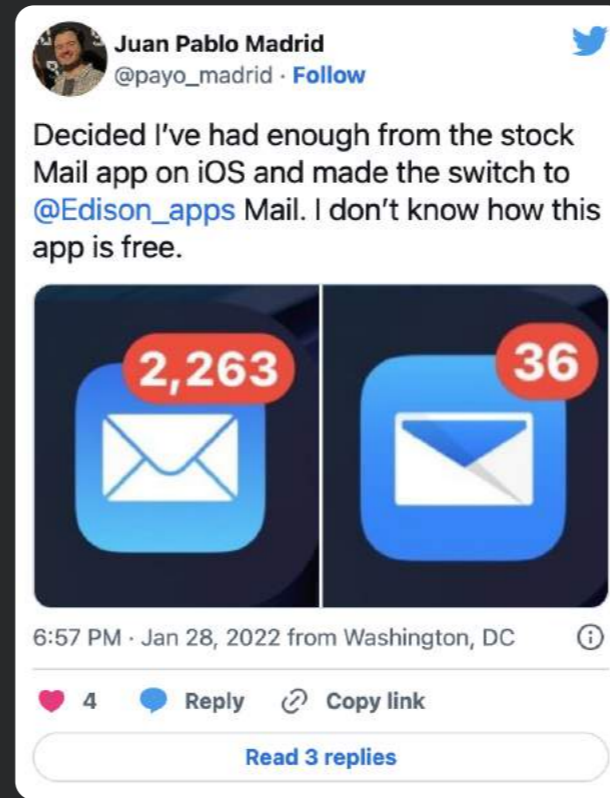 Juan Pablo Madrid
@payo_madrid · Follow
Decided I've had enough from the stock
Mail app on iOS and made the switch to
@Edison_apps Mail. I don't know how this
app is free.
2,263
36
6:57 PM · Jan 28, 2022 from Washington, DC
4 Reply Copy link
Read 3 replies